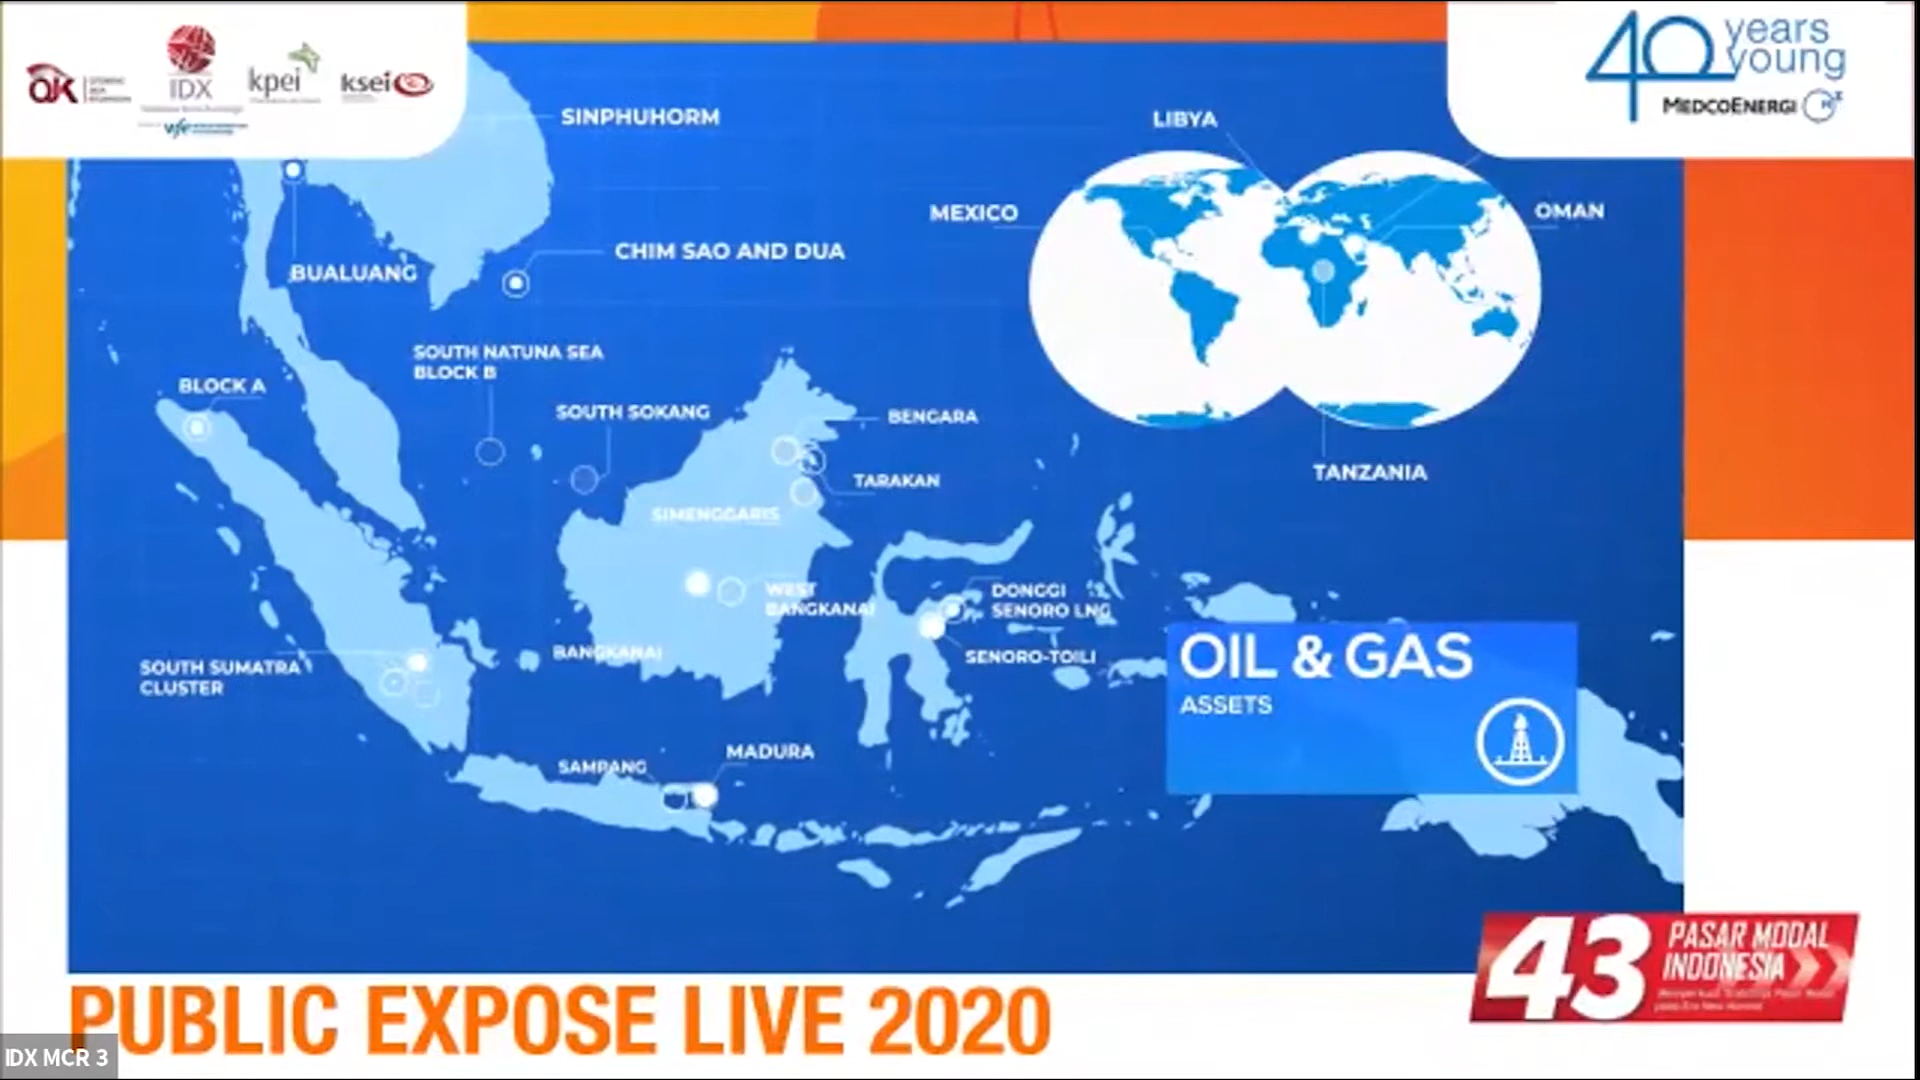 IDX
kpei
ksei
40 years young
MEDCOENERGI
SINPHUHORM
LIBYA
MEXICO
OMAN
CHIM SAO AND DUA
BUALUANG
SOUTH NATUNA SEA
BLOCK B
BLOCK A
SOUTH SOKANG
BENGARA
TANZANIA
TARAKAN
SIMENGGARIS
WEST
BANGKANAI
DONGGI
SENORO LNG
BANGKANAI
SENORO-TOILI
SOUTH SUMATRA
CLUSTER
OIL & GAS
ASSETS
SAMPANG
MADURA
43 PASAR MODAL
INDONESIA
PUBLIC EXPOSE LIVE 2020
IDX MCR 3